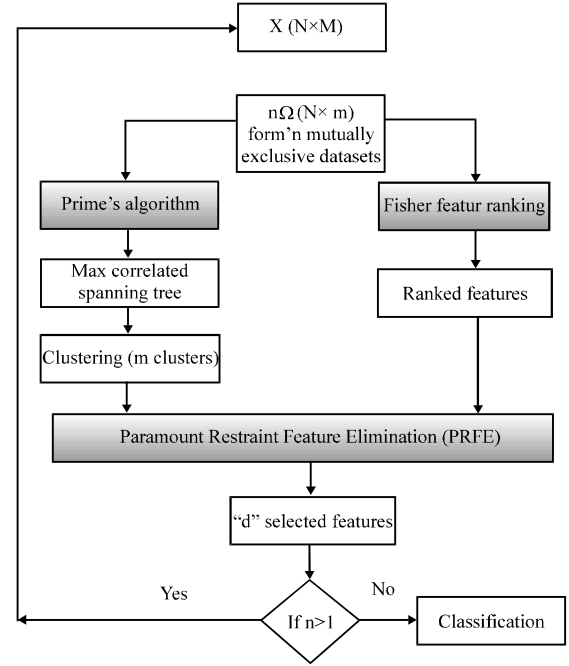 X (N×M)
nΩ (N× m)
form'n mutually
exclusive datasets
Prime's algorithm
Fisher featur ranking
Max correlated
spanning tree
Ranked features
Clustering (m clusters)
Paramount Restraint Feature Elimination (PRFE)
"d" selected features
Yes
If n>1
No
Classification